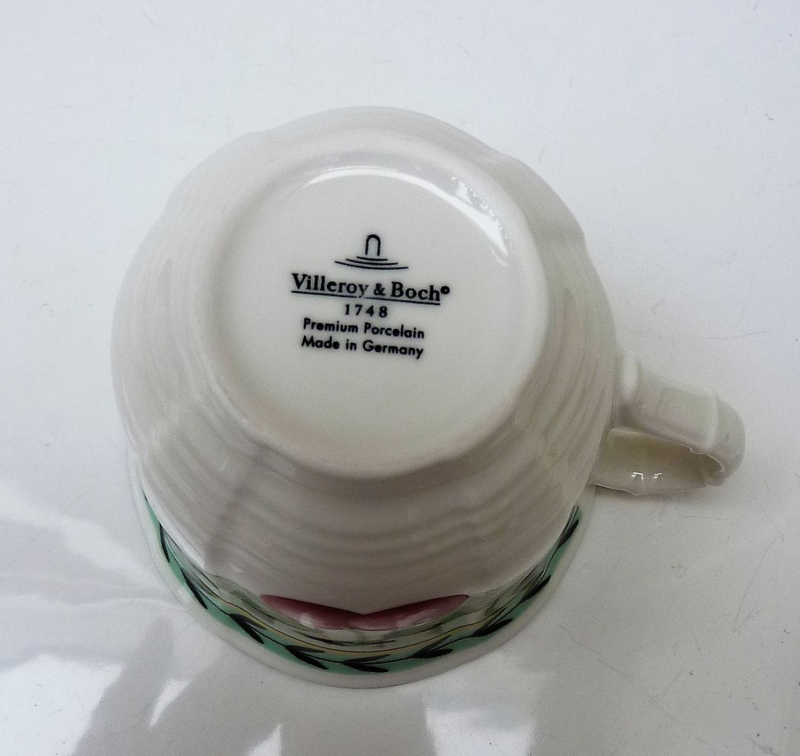 Villeroy & Boch®
1748
Premium Porcelain
Made in Germany